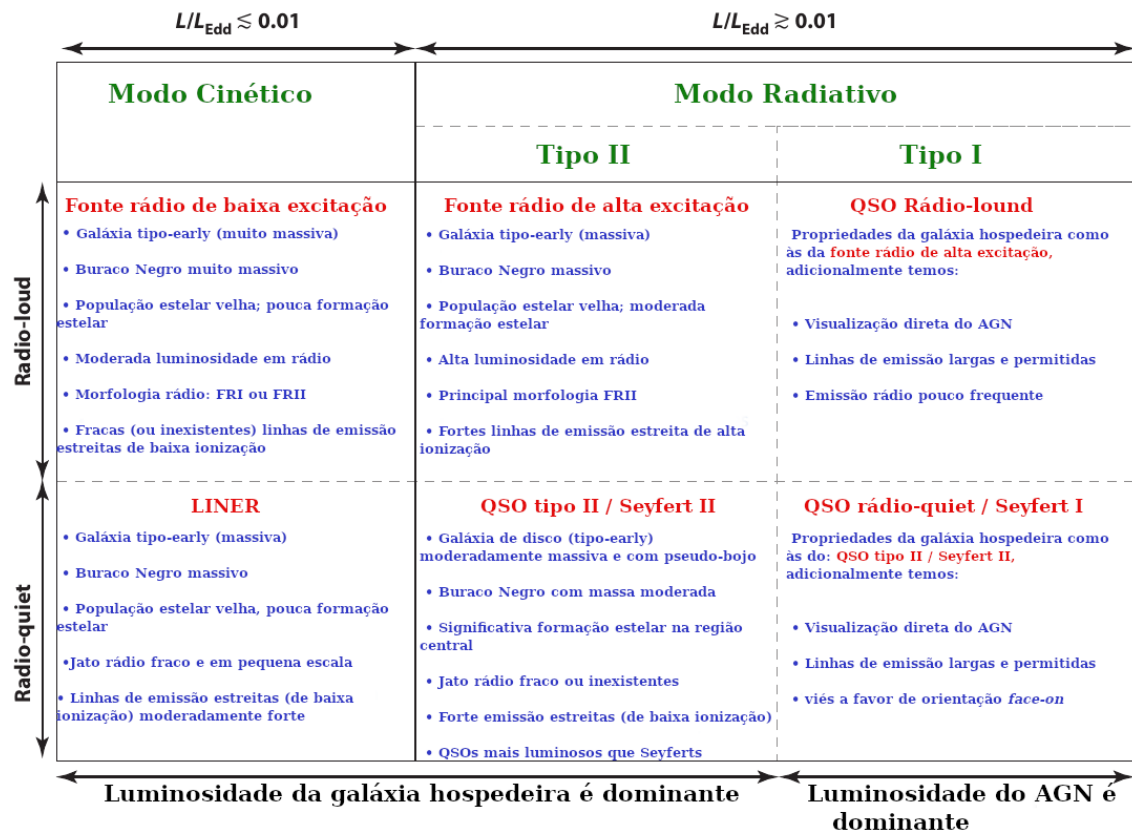 L/L_Edd ≲ 0.01
L/L_Edd ≳ 0.01
Modo Cinético
Modo Radiativo
Tipo II
Tipo I
Radio-loud
Fonte rádio de baixa excitação
• Galáxia tipo-early (muito massiva)
• Buraco Negro muito massivo
• População estelar velha; pouca formação
estelar
• Moderada luminosidade em rádio
• Morfologia rádio: FRI ou FRII
• Fracas (ou inexistentes) linhas de emissão
estreitas de baixa ionização
Fonte rádio de alta excitação
• Galáxia tipo-early (massiva)
• Buraco Negro massivo
• População estelar velha; moderada
formação estelar
• Alta luminosidade em rádio
• Principal morfologia FRII
• Fortes linhas de emissão estreita de alta
ionização
QSO Rádio-lound
Propriedades da galáxia hospedeira como
às da fonte rádio de alta excitação,
adicionalmente temos:
• Visualização direta do AGN
• Linhas de emissão largas e permitidas
• Emissão rádio pouco frequente
Radio-quiet
LINER
• Galáxia tipo-early (massiva)
• Buraco Negro massivo
• População estelar velha, pouca formação
estelar
•Jato rádio fraco e em pequena escala
• Linhas de emissão estreitas (de baixa
ionização) moderadamente forte
QSO tipo II / Seyfert II
• Galáxia de disco (tipo-early)
moderadamente massiva e com pseudo-bojo
• Buraco Negro com massa moderada
• Significativa formação estelar na região
central
• Jato rádio fraco ou inexistentes
• Forte emissão estreitas (de baixa ionização)
• QSOs mais luminosos que Seyferts
QSO rádio-quiet / Seyfert I
Propriedades da galáxia hospedeira como
às do: QSO tipo II / Seyfert II,
adicionalmente temos:
• Visualização direta do AGN
• Linhas de emissão largas e permitidas
• viés a favor de orientação face-on
Luminosidade da galáxia hospedeira é dominante
Luminosidade do AGN é
dominante